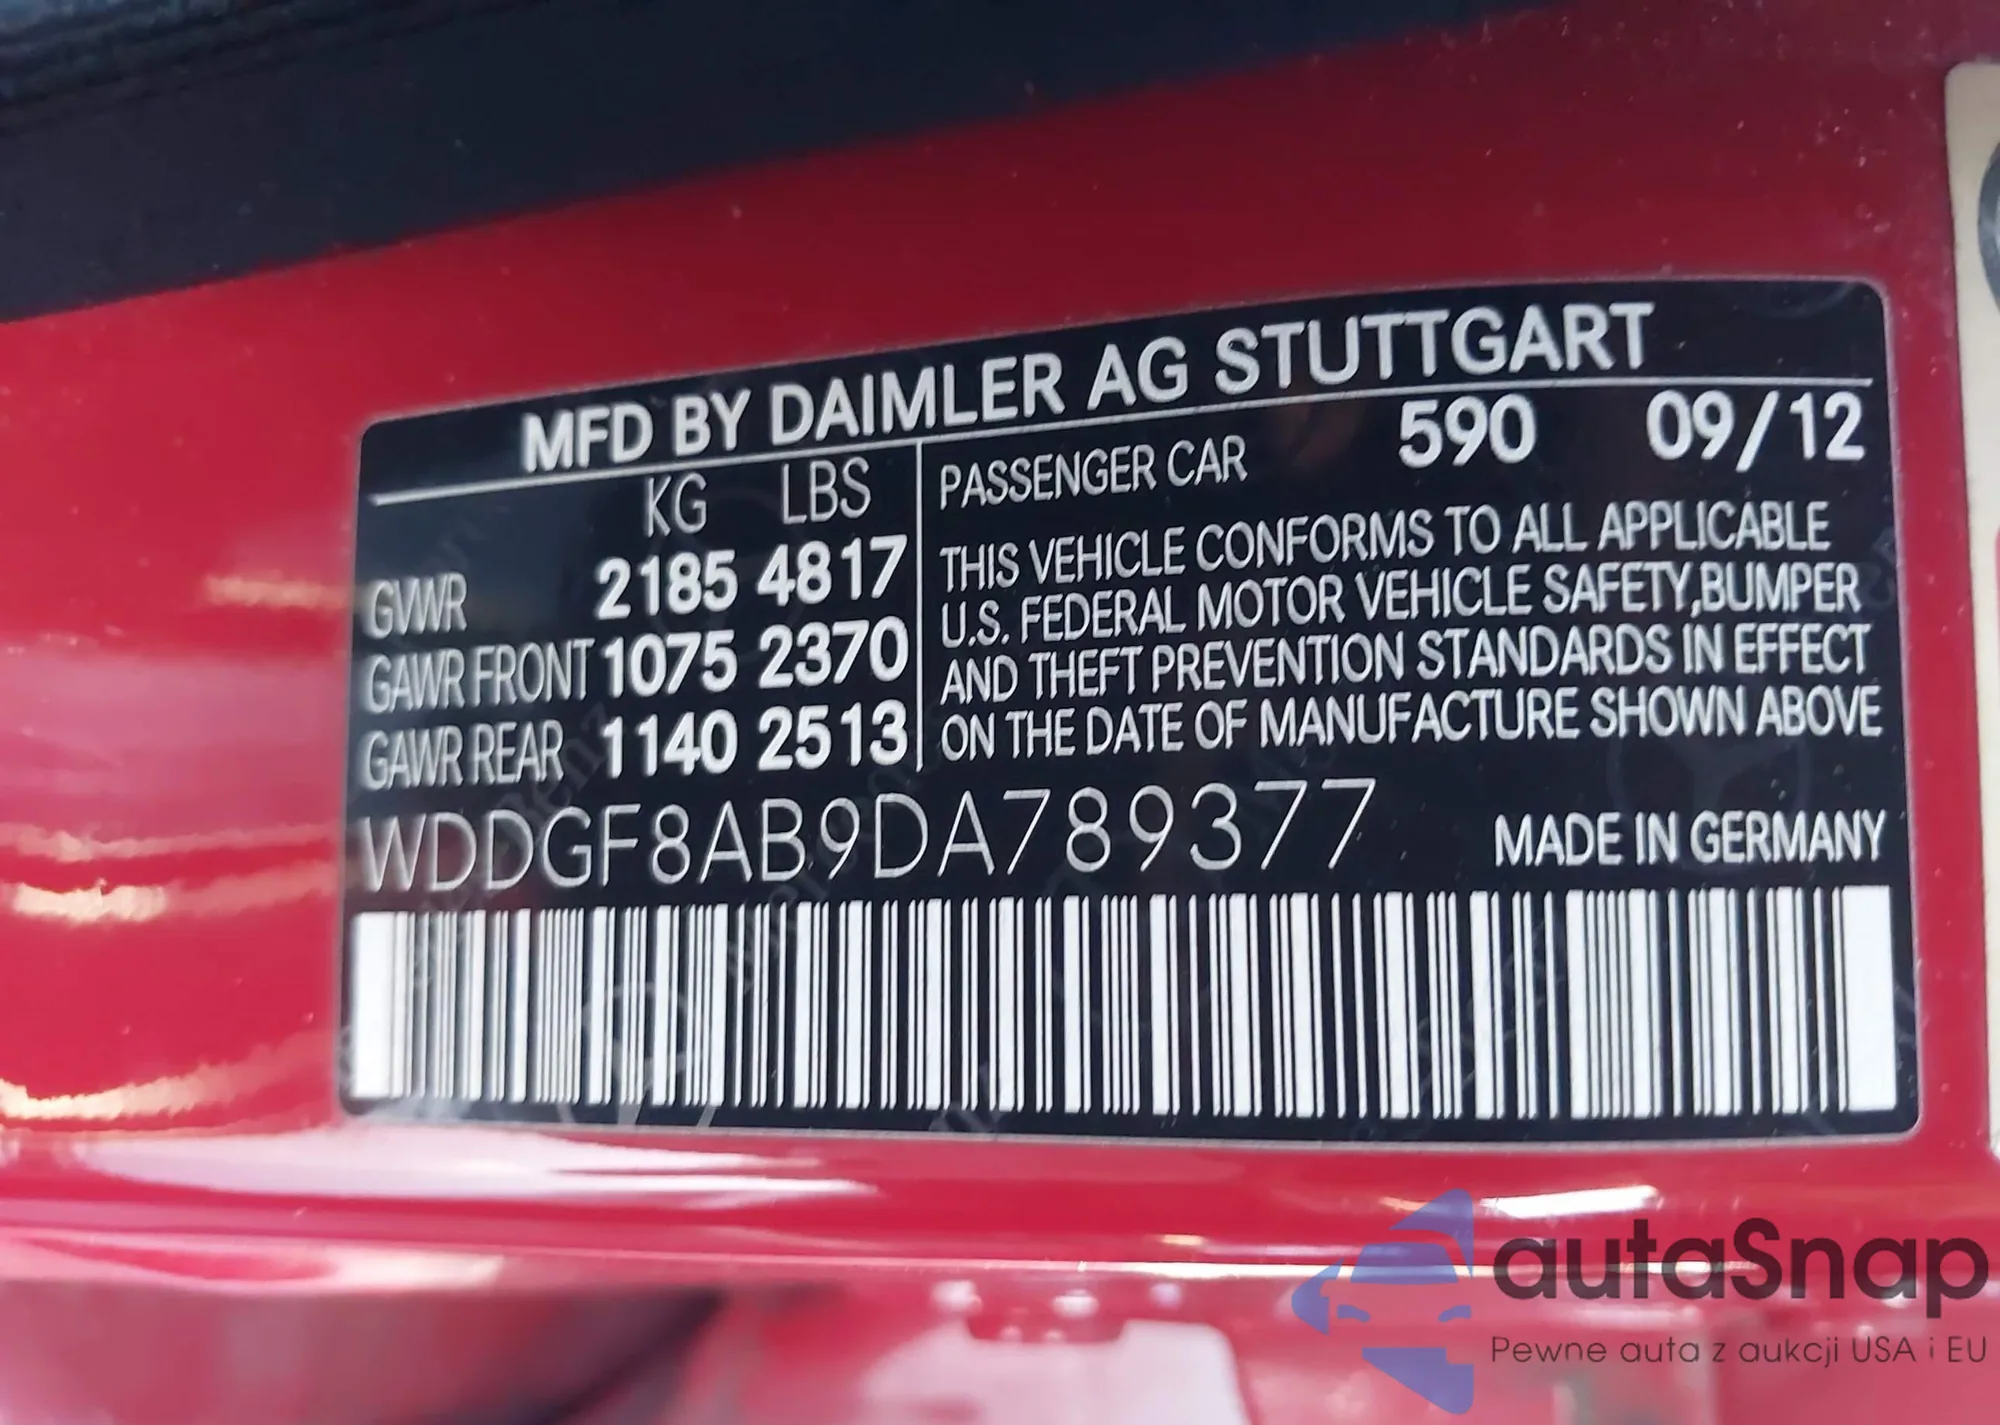 MFD BY DAIMLER AG STUTTGART
KG LBS
GVWR 2185 4817
GAWR FRONT 1075 2370
GAWR REAR 1140 2513
PASSENGER CAR 590 09/12
THIS VEHICLE CONFORMS TO ALL APPLICABLE
U.S. FEDERAL MOTOR VEHICLE SAFETY,BUMPER
AND THEFT PREVENTION STANDARDS IN EFFECT
ON THE DATE OF MANUFACTURE SHOWN ABOVE
WDDGF8AB9DA789377 MADE IN GERMANY
autaSnap
Pewne auta z aukcji USA i EU